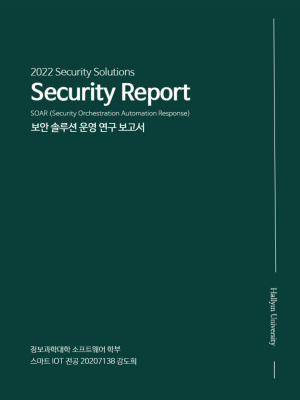 2022 Security Solutions
Security Report
SOAR (Security Orchestration Automation Response)
보안 솔루션 운영 연구 보고서
Hallym University
정보과학대학 소프트웨어 학부
스마트 IOT 전공 20207138 강도희